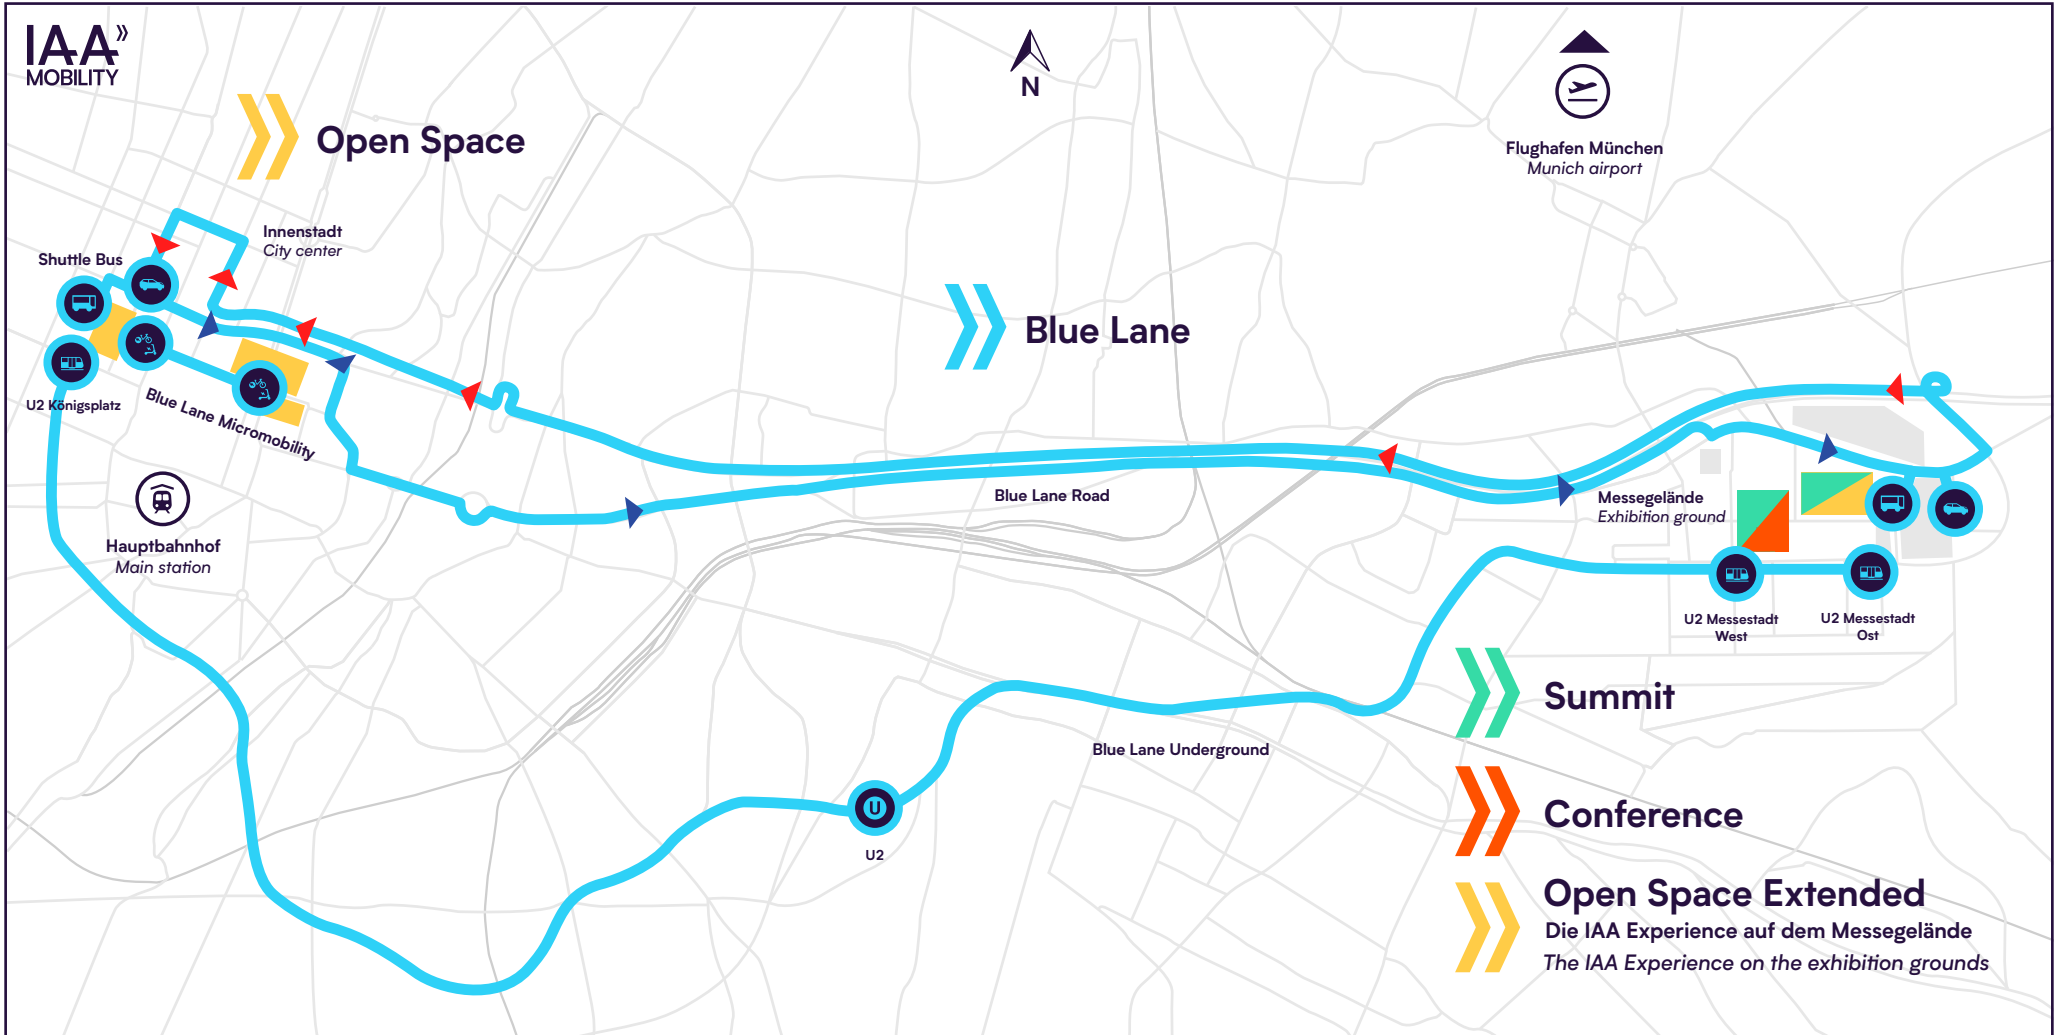 IAA
MOBILITY
Open Space
N
Flughafen München
Munich airport
Innenstadt
City center
Shuttle Bus
Blue Lane
U2 Königsplatz
Blue Lane Micromobility
Blue Lane Road
Messegelände
Exhibition ground
Hauptbahnhof
Main station
U2 Messestadt
West
U2 Messestadt
Ost
Summit
Blue Lane Underground
U
U2
Conference
Open Space Extended
Die IAA Experience auf dem Messegelände
The IAA Experience on the exhibition grounds